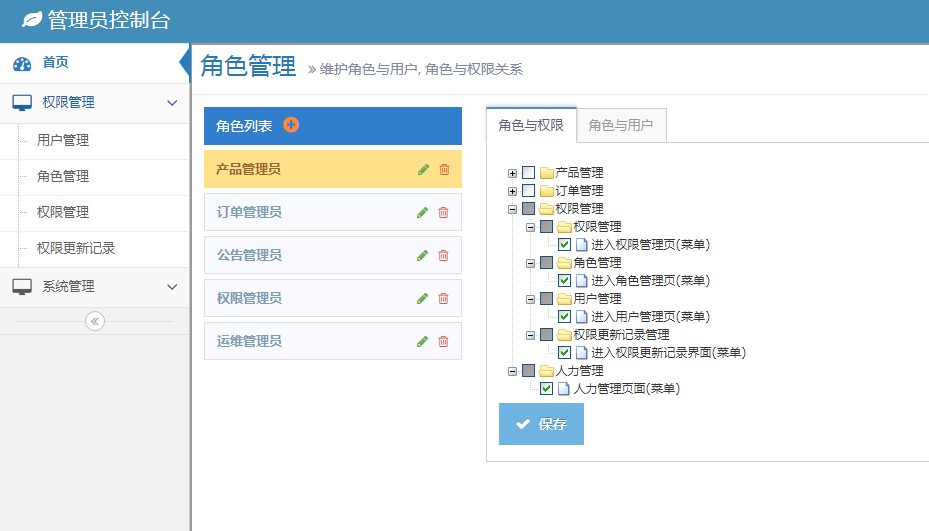 管理员控制台
首页
权限管理
用户管理
角色管理
权限管理
权限更新记录
系统管理
角色管理 » 维护角色与用户, 角色与权限关系
角色列表
产品管理员
订单管理员
公告管理员
权限管理员
运维管理员
角色与权限 角色与用户
产品管理
订单管理
权限管理
权限管理
进入权限管理页(菜单)
角色管理
进入角色管理页(菜单)
用户管理
进入用户管理页(菜单)
权限更新记录管理
进入权限更新记录界面(菜单)
人力管理
人力管理页面(菜单)
保存